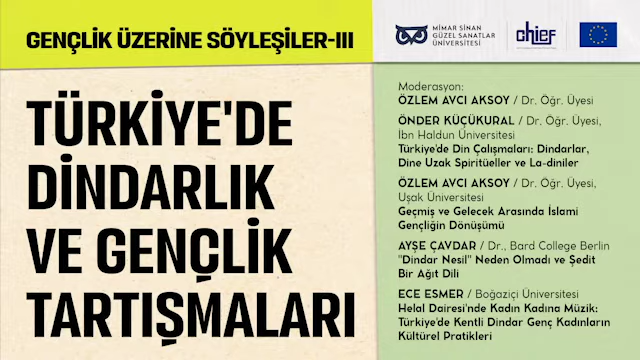 GENÇLİK ÜZERİNE SÖYLEŞİLER-III
MİMAR SİNAN
GÜZEL SANATLAR
ÜNİVERSİTESİ
CHIEF
TÜRKİYE'DE
DİNDARLIK
VE GENÇLİK
TARTIŞMALARI
Moderasyon:
ÖZLEM AVCI AKSOY / Dr. Öğr. Üyesi
ÖNDER KÜÇÜKURAL / Dr. Öğr. Üyesi,
İbn Haldun Üniversitesi
Türkiye'de Din Çalışmaları: Dindarlar,
Dine Uzak Spiritüeller ve La-diniler
ÖZLEM AVCI AKSOY / Dr. Öğr. Üyesi,
Uşak Üniversitesi
Geçmiş ve Gelecek Arasında İslami
Gençliğin Dönüşümü
AYŞE ÇAVDAR / Dr., Bard College Berlin
"Dindar Nesil" Neden Olmadı ve Şedit
Bir Ağıt Dili
ECE ESMER / Boğaziçi Üniversitesi
Helal Dairesi'nde Kadın Kadına Müzik:
Türkiye'de Kentli Dindar Genç Kadınların
Kültürel Pratikleri